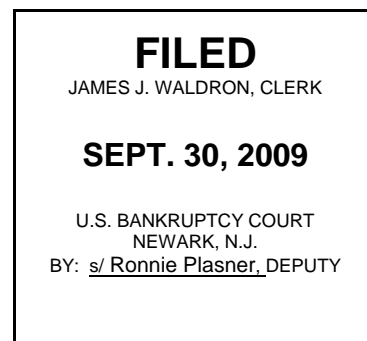 FILED
JAMES J. WALDRON, CLERK
SEPT. 30, 2009
U.S. BANKRUPTCY COURT
NEWARK, N.J.
BY: s/ Ronnie Plasner, DEPUTY